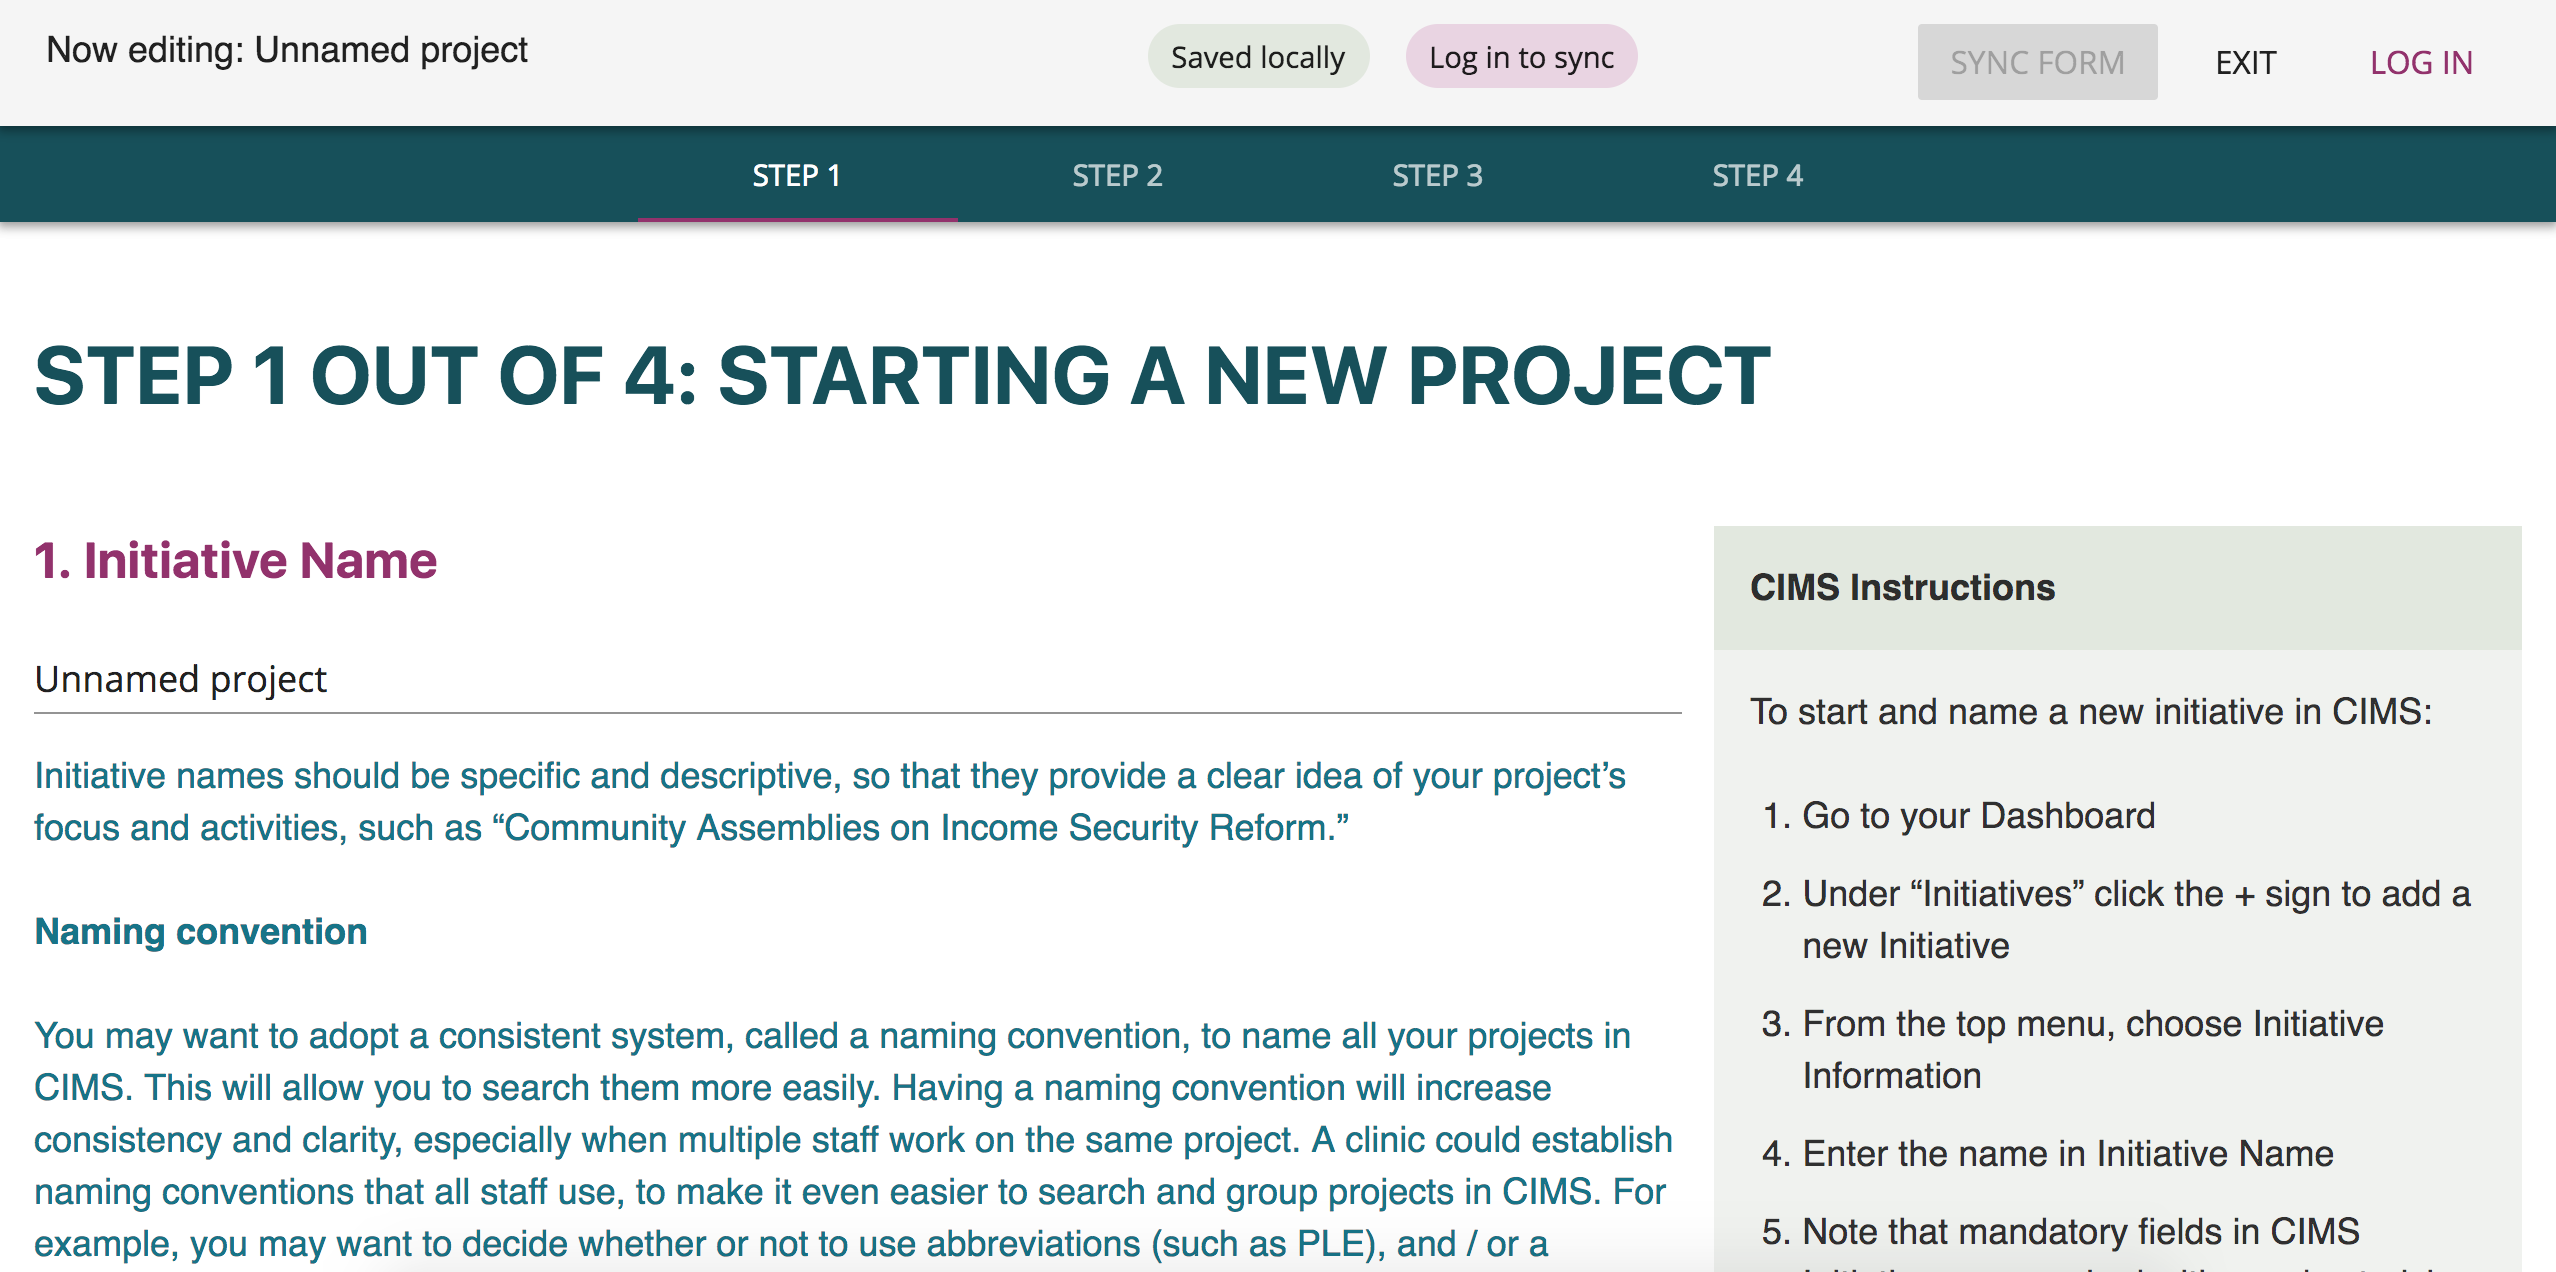 Now editing: Unnamed project
Saved locally
Log in to sync
SYNC FORM
EXIT
LOG IN
STEP 1
STEP 2
STEP 3
STEP 4
STEP 1 OUT OF 4: STARTING A NEW PROJECT
1. Initiative Name
Unnamed project
Initiative names should be specific and descriptive, so that they provide a clear idea of your project’s
focus and activities, such as “Community Assemblies on Income Security Reform.”
Naming convention
You may want to adopt a consistent system, called a naming convention, to name all your projects in
CIMS. This will allow you to search them more easily. Having a naming convention will increase
consistency and clarity, especially when multiple staff work on the same project. A clinic could establish
naming conventions that all staff use, to make it even easier to search and group projects in CIMS. For
example, you may want to decide whether or not to use abbreviations (such as PLE), and / or a
CIMS Instructions
To start and name a new initiative in CIMS:
1. Go to your Dashboard
2. Under “Initiatives” click the + sign to add a
new Initiative
3. From the top menu, choose Initiative
Information
4. Enter the name in Initiative Name
5. Note that mandatory fields in CIMS